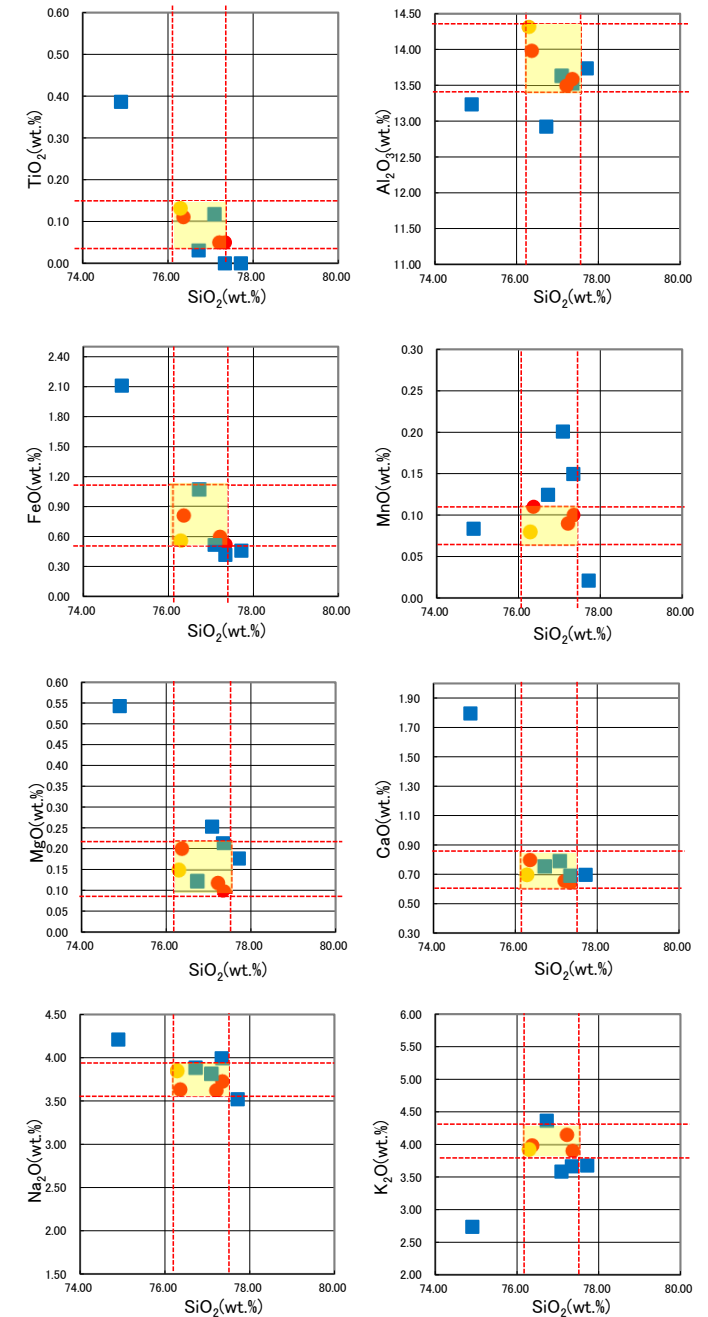 0.60
0.50
0.40
0.30
0.20
0.10
0.00
TiO₂(wt.%)
74.00 76.00 78.00 80.00
SiO₂(wt.%)
14.50
14.00
13.50
13.00
12.50
12.00
11.50
11.00
Al₂O₃(wt.%)
74.00 76.00 78.00 80.00
SiO₂(wt.%)
2.40
2.10
1.80
1.50
1.20
0.90
0.60
0.30
0.00
FeO(wt.%)
74.00 76.00 78.00 80.00
SiO₂(wt.%)
0.30
0.20
0.15
0.10
0.05
0.00
MnO(wt.%)
74.00 76.00 78.00 80.00
SiO₂(wt.%)
0.60
0.55
0.50
0.45
0.40
0.35
0.30
0.25
0.20
0.15
0.10
0.05
0.00
MgO(wt.%)
74.00 76.00 78.00 80.00
SiO₂(wt.%)
1.90
1.70
1.50
1.30
1.10
0.90
0.70
0.50
0.30
CaO(wt.%)
74.00 76.00 78.00 80.00
SiO₂(wt.%)
4.50
4.00
3.50
3.00
2.50
2.00
1.50
Na₂O(wt.%)
74.00 76.00 78.00 80.00
SiO₂(wt.%)
6.00
5.50
5.00
4.50
4.00
3.50
3.00
2.50
2.00
K₂O(wt.%)
74.00 76.00 78.00 80.00
SiO₂(wt.%)